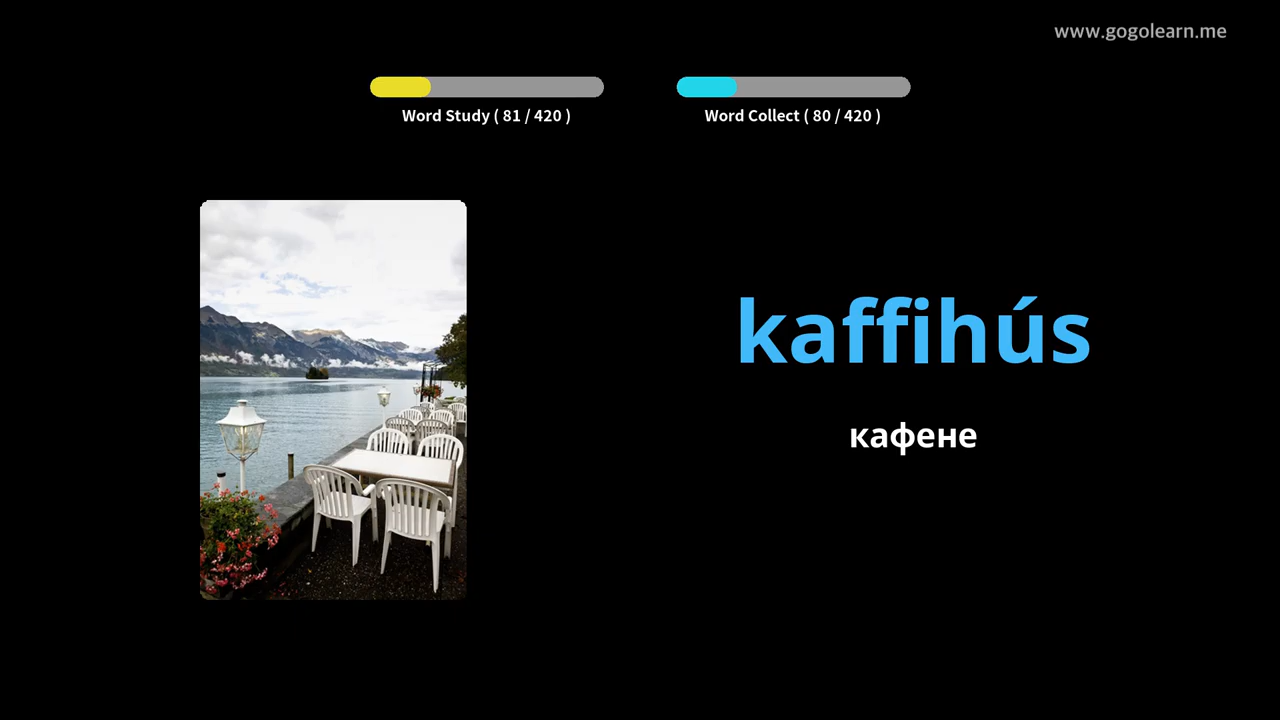 www.gogolearn.me
Word Study ( 81 / 420 )
Word Collect ( 80 / 420 )
kaffihús
кафене